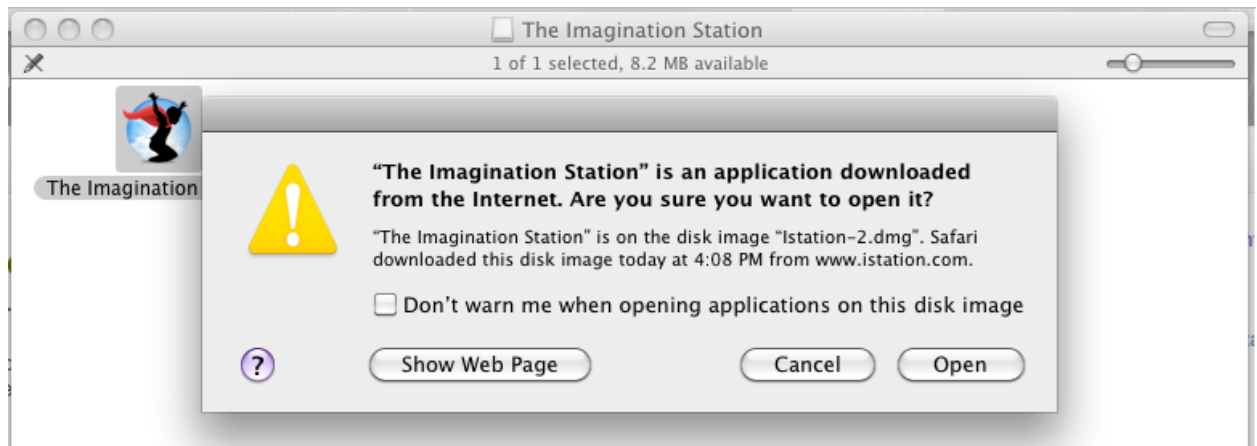 The Imagination Station
1 of 1 selected, 8.2 MB available
The Imagination
“The Imagination Station” is an application downloaded
from the Internet. Are you sure you want to open it?
“The Imagination Station” is on the disk image “Istation-2.dmg”. Safari
downloaded this disk image today at 4:08 PM from www.istation.com.
Don’t warn me when opening applications on this disk image
?
Show Web Page
Cancel
Open